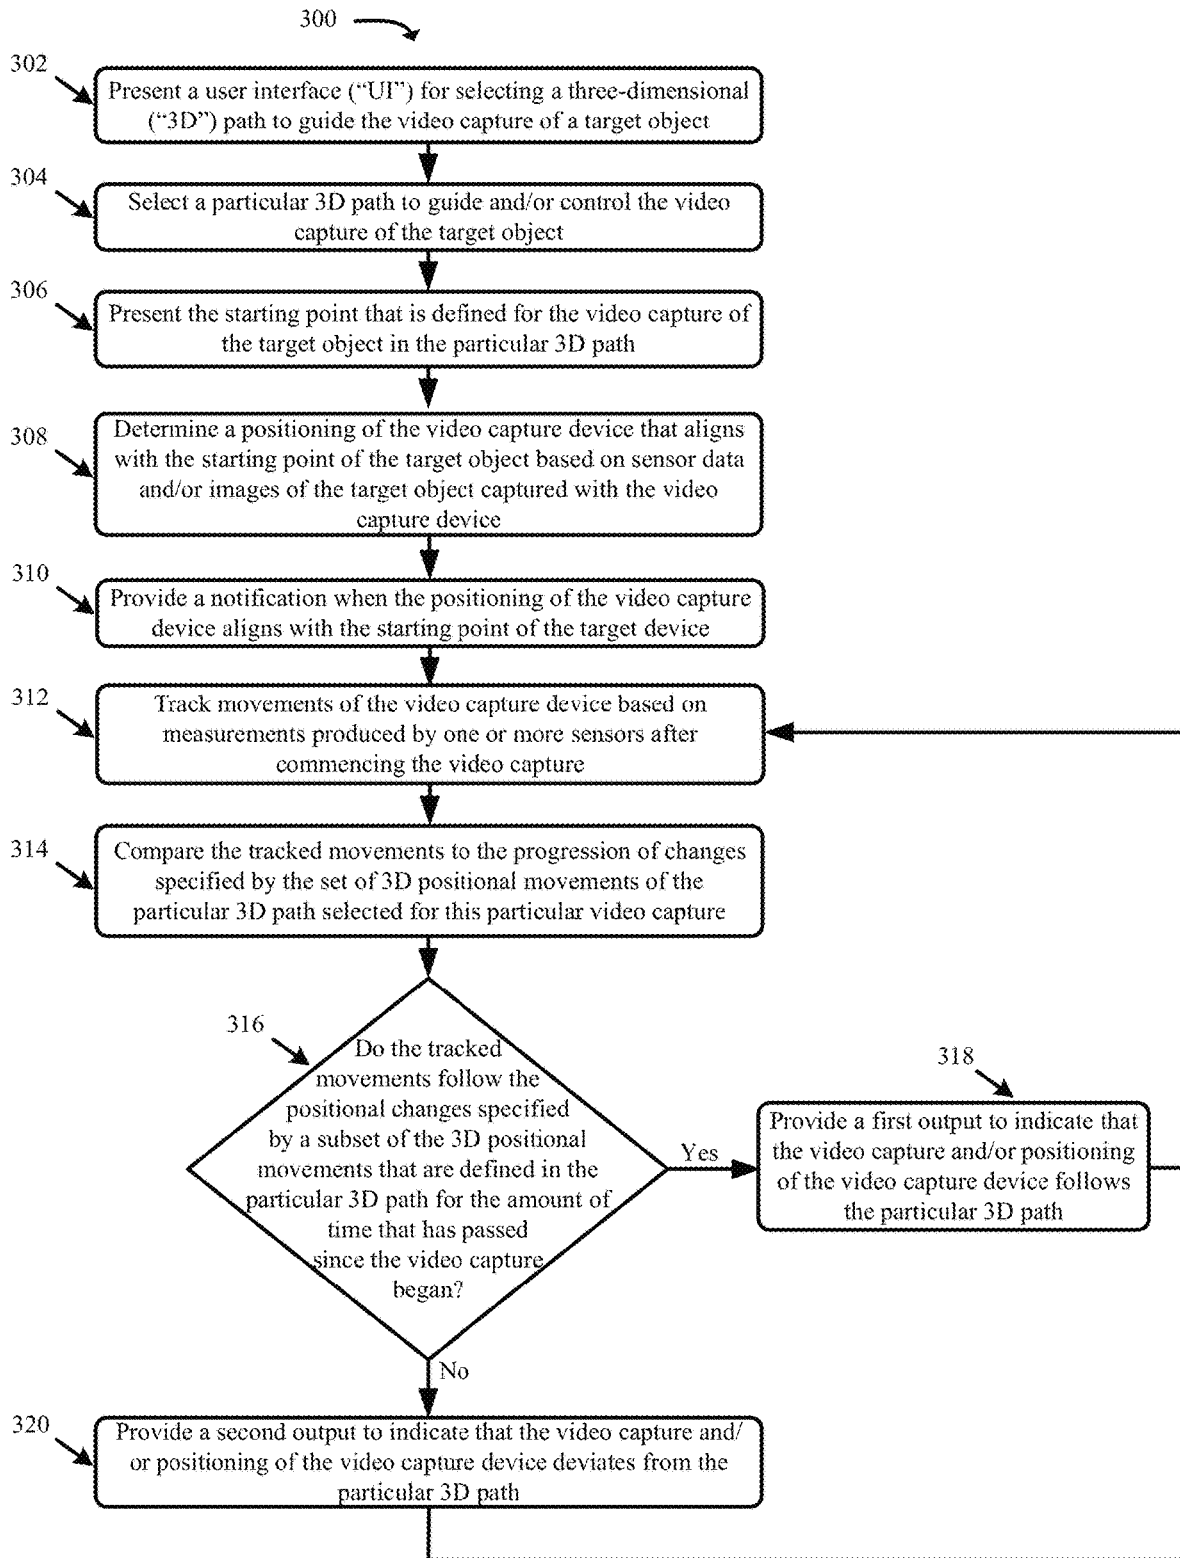 300
302
Present a user interface (“UI”) for selecting a three-dimensional
(“3D”) path to guide the video capture of a target object
304
Select a particular 3D path to guide and/or control the video
capture of the target object
306
Present the starting point that is defined for the video capture of
the target object in the particular 3D path
308
Determine a positioning of the video capture device that aligns
with the starting point of the target object based on sensor data
and/or images of the target object captured with the video
capture device
310
Provide a notification when the positioning of the video capture
device aligns with the starting point of the target device
312
Track movements of the video capture device based on
measurements produced by one or more sensors after
commencing the video capture
314
Compare the tracked movements to the progression of changes
specified by the set of 3D positional movements of the
particular 3D path selected for this particular video capture
316
Do the tracked
movements follow the
positional changes specified
by a subset of the 3D positional
movements that are defined in the
particular 3D path for the amount of
time that has passed
since the video capture
began?
Yes
318
Provide a first output to indicate that
the video capture and/or positioning
of the video capture device follows
the particular 3D path
No
320
Provide a second output to indicate that the video capture and/
or positioning of the video capture device deviates from the
particular 3D path